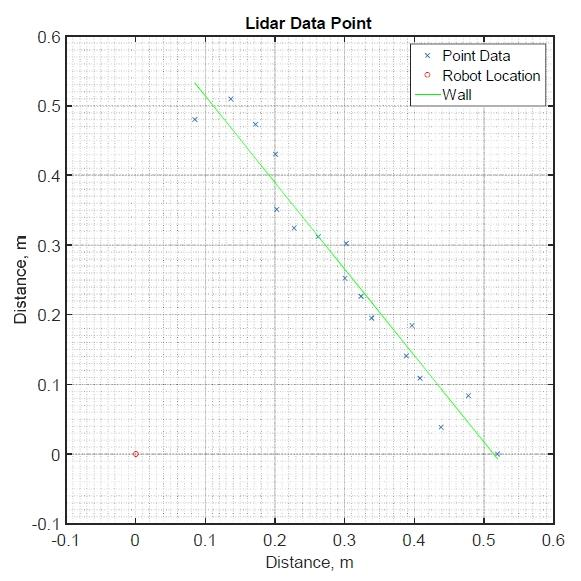 Lidar Data Point
Point Data
Robot Location
Wall
0.6
0.5
0.4
0.3
0.2
0.1
0
-0.1
Distance, m
-0.1 0 0.1 0.2 0.3 0.4 0.5 0.6
Distance, m